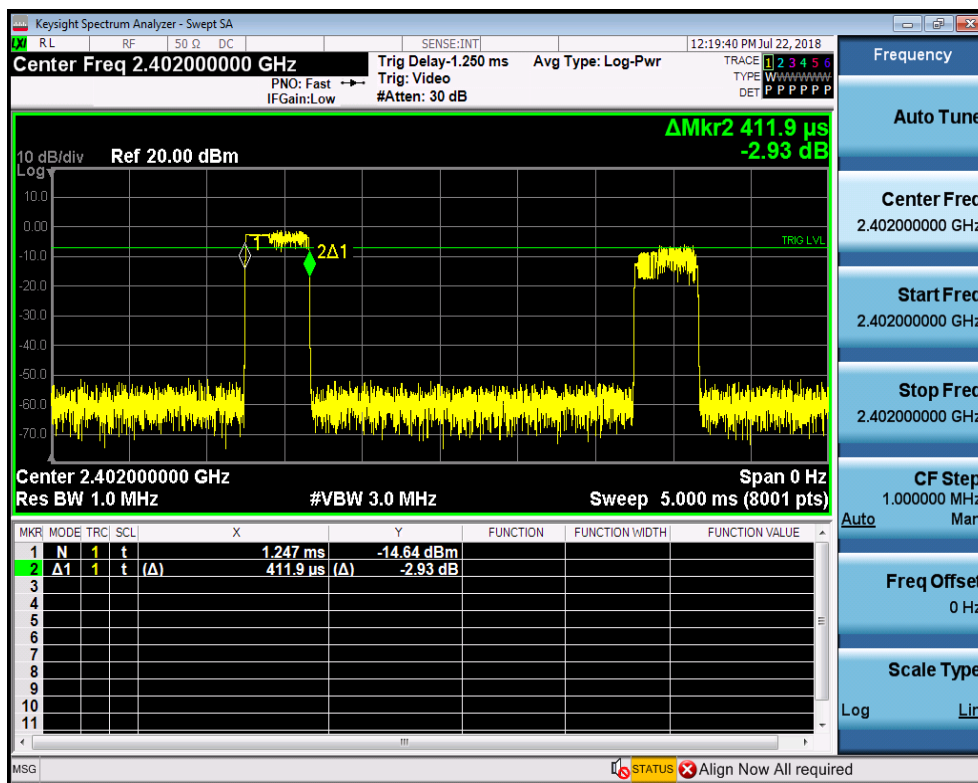 Keysight Spectrum Analyzer - Swept SA
LXI RL RF 50 Ω DC SENSE:INT 12:19:40 PM Jul 22, 2018
Center Freq 2.402000000 GHz
PNO: Fast
IFGain:Low
Trig Delay-1.250 ms
Trig: Video
#Atten: 30 dB
Avg Type: Log-Pwr
TRACE 1 2 3 4 5 6
TYPE WWWWWW
DET P P P P P P
ΔMkr2 411.9 µs
-2.93 dB
10 dB/div Ref 20.00 dBm
Log
10.0
0.00
-10.0
-20.0
-30.0
-40.0
-50.0
-60.0
-70.0
1
2Δ1
TRIG LVL
Center 2.402000000 GHz Span 0 Hz
Res BW 1.0 MHz #VBW 3.0 MHz Sweep 5.000 ms (8001 pts)
MKR MODE TRC SCL X Y FUNCTION FUNCTION WIDTH FUNCTION VALUE
1 N 1 t 1.247 ms -14.64 dBm
2 Δ1 1 t (Δ) 411.9 µs (Δ) -2.93 dB
3
4
5
6
7
8
9
10
11
MSG STATUS Align Now All required
Frequency
Auto Tune
Center Freq
2.402000000 GHz
Start Freq
2.402000000 GHz
Stop Freq
2.402000000 GHz
CF Step
1.000000 MHz
Auto Man
Freq Offset
0 Hz
Scale Type
Log Lin